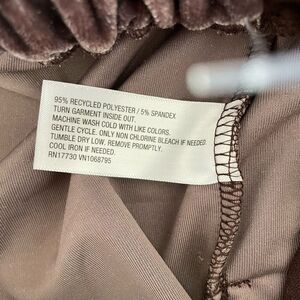 95% RECYCLED POLYESTER / 5% SPANDEX
TURN GARMENT INSIDE OUT.
MACHINE WASH COLD WITH LIKE COLORS.
GENTLE CYCLE. ONLY NON CHLORINE BLEACH IF NEEDED.
TUMBLE DRY LOW. REMOVE PROMPTLY.
COOL IRON IF NEEDED.
RN17730 VN1068795